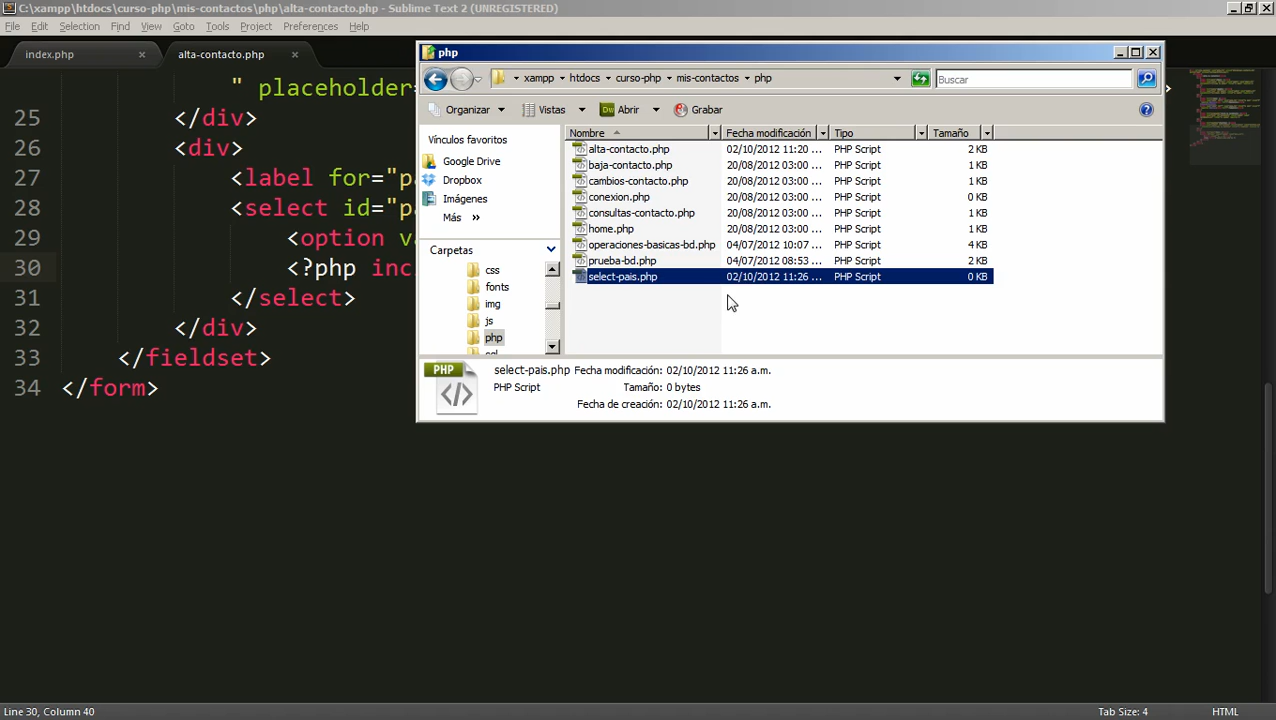 C:\xampp\htdocs\curso-php\mis-contactos\php\alta-contacto.php - Sublime Text 2 (UNREGISTERED)
File Edit Selection Find View Goto Tools Project Preferences Help
index.php × alta-contacto.php ×
" placeholder=
25 </div>
26 <div>
27 <label for="p
28 <select id="p
29 <option v
30 <?php inc
31 </select>
32 </div>
33 </fieldset>
34 </form>
php
xampp htdocs curso-php mis-contactos php
Buscar
Organizar Vistas Abrir Grabar
Vínculos favoritos
Google Drive
Dropbox
Imágenes
Más »
Carpetas
css
fonts
img
js
php
Nombre Fecha modificación Tipo Tamaño
alta-contacto.php 02/10/2012 11:20 ... PHP Script 2 KB
baja-contacto.php 20/08/2012 03:00 ... PHP Script 1 KB
cambios-contacto.php 20/08/2012 03:00 ... PHP Script 1 KB
conexion.php 20/08/2012 03:00 ... PHP Script 0 KB
consultas-contacto.php 20/08/2012 03:00 ... PHP Script 1 KB
home.php 20/08/2012 03:00 ... PHP Script 1 KB
operaciones-basicas-bd.php 04/07/2012 10:07 ... PHP Script 4 KB
prueba-bd.php 04/07/2012 08:53 ... PHP Script 2 KB
select-pais.php 02/10/2012 11:26 ... PHP Script 0 KB
PHP
select-pais.php Fecha modificación: 02/10/2012 11:26 a.m.
PHP Script Tamaño: 0 bytes
Fecha de creación: 02/10/2012 11:26 a.m.
Line 30, Column 40 Tab Size: 4 HTML